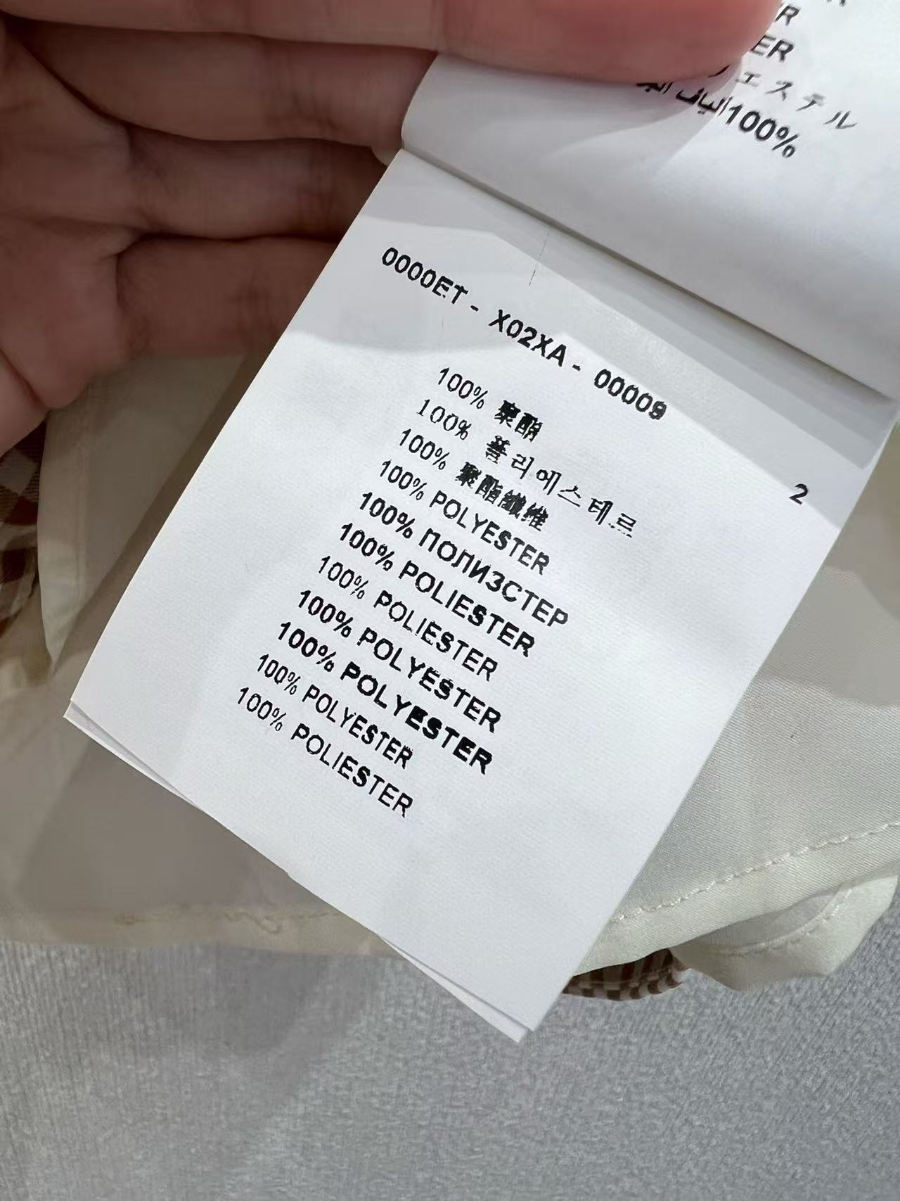 R
ER
エステル
100%
0000ET - X02XA - 00009
2
100% 聚酯
100% 폴리에스테르
100% 聚酯纖維
100% POLYESTER
100% ПОЛИЗСТЕР
100% POLIESTER
100% POLIESTER
100% POLYESTER
100% POLYESTER
100% POLYESTER
100% POLIESTER